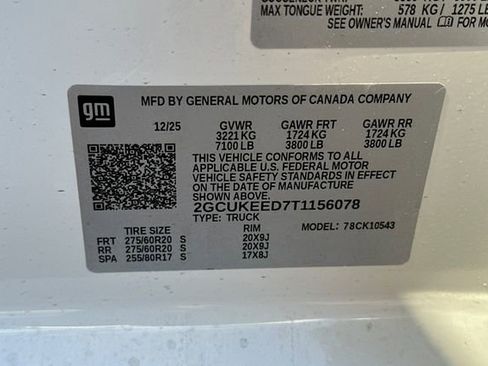 MAX TONGUE WEIGHT: 578 KG / 1275 LB
SEE OWNER'S MANUAL FOR MO
gm
MFD BY GENERAL MOTORS OF CANADA COMPANY
12/25 GVWR GAWR FRT GAWR RR
3221 KG 1724 KG 1724 KG
7100 LB 3800 LB 3800 LB
THIS VEHICLE CONFORMS TO ALL
APPLICABLE U.S. FEDERAL MOTOR
VEHICLE SAFETY STANDARDS IN EFFECT
ON THE DATE OF MANUFACTURE
SHOWN ABOVE.
2GCUKEED7T1156078
TYPE: TRUCK MODEL: 78CK10543
TIRE SIZE RIM
FRT 275/60R20 S 20X9J
RR 275/60R20 S 20X9J
SPA 255/80R17 S 17X8J